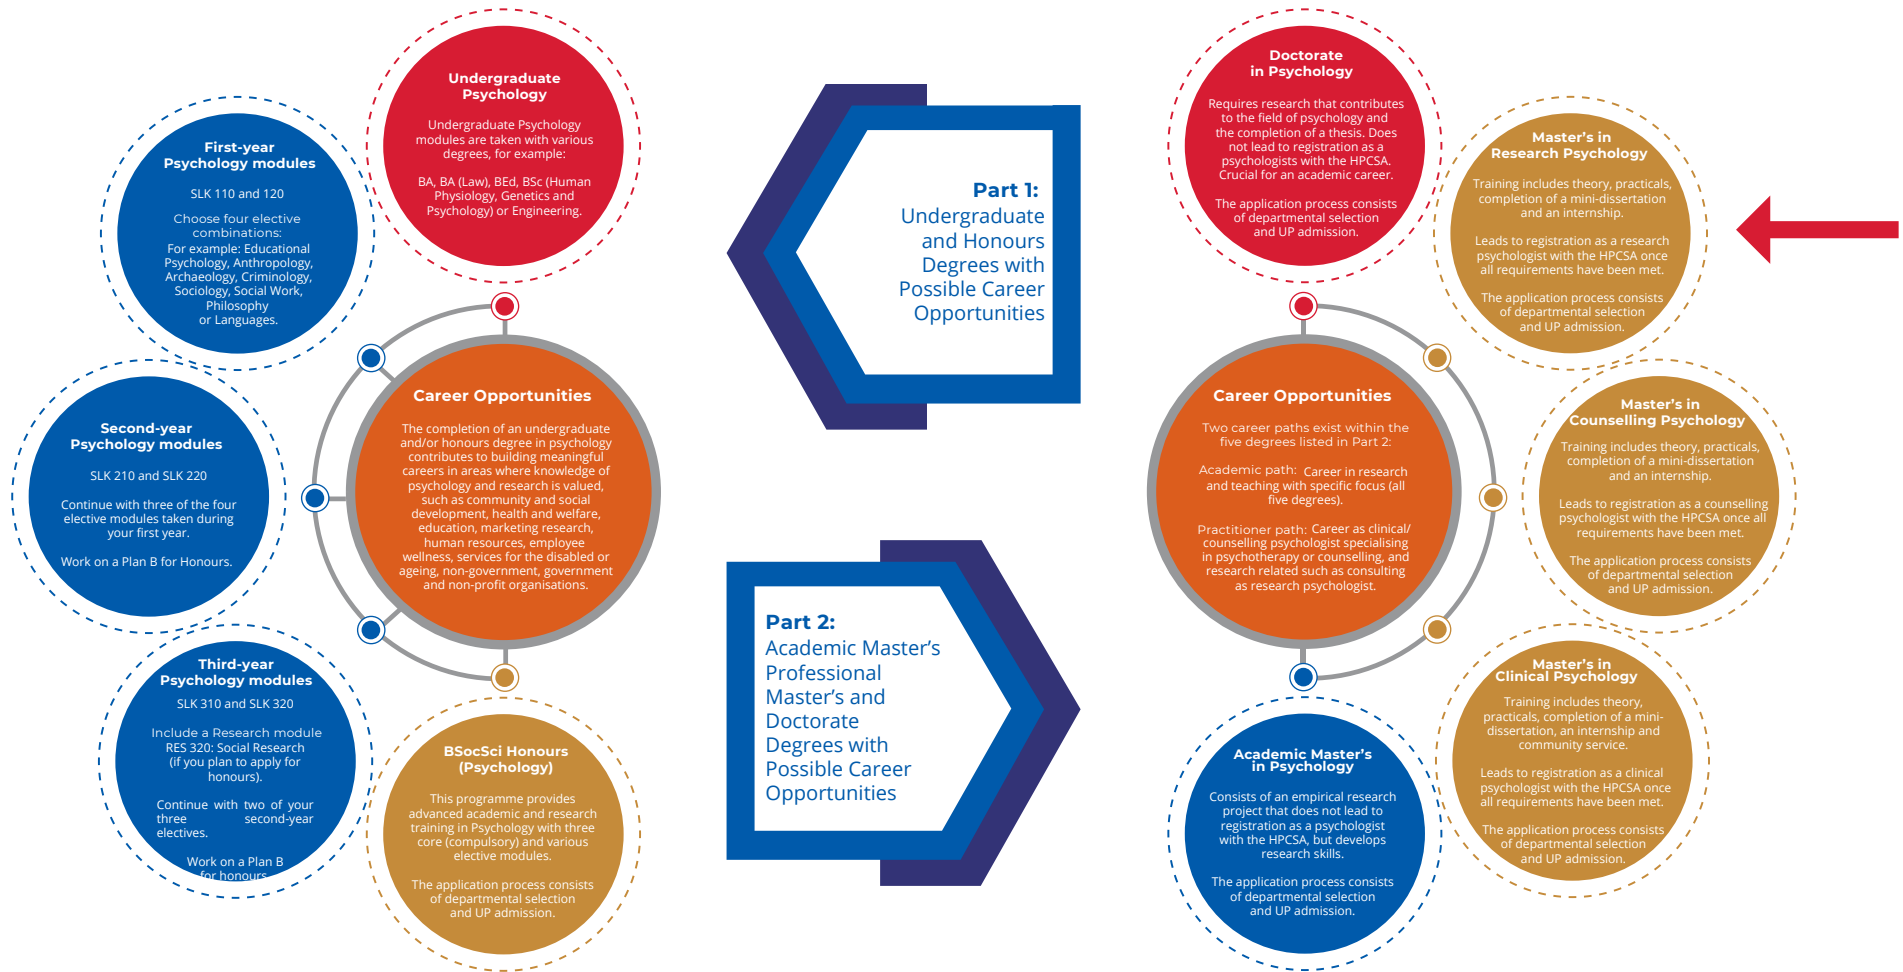 Undergraduate
Psychology
Undergraduate Psychology
modules are taken with various
degrees, for example:
BA, BA (Law), BEd, BSc (Human
Physiology, Genetics and
Psychology) or Engineering.
First-year
Psychology modules
SLK 110 and 120
Choose four elective
combinations:
For example: Educational
Psychology, Anthropology,
Archaeology, Criminology,
Sociology, Social Work,
Philosophy
or Languages.
Second-year
Psychology modules
SLK 210 and SLK 220
Continue with three of the four
elective modules taken during
your first year.
Work on a Plan B for Honours.
Third-year
Psychology modules
SLK 310 and SLK 320
Include a Research module
RES 320: Social Research
(if you plan to apply for
honours).
Continue with two of your
three second-year
electives.
Work on a Plan B
for honours
BSocSci Honours
(Psychology)
This programme provides
advanced academic and research
training in Psychology with three
core (compulsory) and various
elective modules.
The application process consists
of departmental selection
and UP admission.
Career Opportunities
The completion of an undergraduate
and/or honours degree in psychology
contributes to building meaningful
careers in areas where knowledge of
psychology and research is valued,
such as community and social
development, health and welfare,
education, marketing research,
human resources, employee
wellness, services for the disabled or
ageing, non-government, government
and non-profit organisations.
Part 1:
Undergraduate
and Honours
Degrees with
Possible Career
Opportunities
Part 2:
Academic Master's
Professional
Master's and
Doctorate
Degrees with
Possible Career
Opportunities
Doctorate
in Psychology
Requires research that contributes
to the field of psychology and
the completion of a thesis. Does
not lead to registration as a
psychologists with the HPCSA.
Crucial for an academic career.
The application process consists
of departmental selection
and UP admission.
Master's in
Research Psychology
Training includes theory, practicals,
completion of a mini-dissertation
and an internship.
Leads to registration as a research
psychologist with the HPCSA once
all requirements have been met.
The application process consists
of departmental selection
and UP admission.
Master's in
Counselling Psychology
Training includes theory, practicals,
completion of a mini-dissertation
and an internship.
Leads to registration as a counselling
psychologist with the HPCSA once all
requirements have been met.
The application process consists
of departmental selection
and UP admission.
Master's in
Clinical Psychology
Training includes theory,
practicals, completion of a mini-
dissertation, an internship and
community service.
Leads to registration as a clinical
psychologist with the HPCSA once
all requirements have been met.
The application process consists
of departmental selection
and UP admission.
Academic Master's
in Psychology
Consists of an empirical research
project that does not lead to
registration as a psychologist
with the HPCSA, but develops
research skills.
The application process consists
of departmental selection
and UP admission.
Career Opportunities
Two career paths exist within the
five degrees listed in Part 2:
Academic path: Career in research
and teaching with specific focus (all
five degrees).
Practitioner path: Career as clinical/
counselling psychologist specialising
in psychotherapy or counselling, and
research related such as consulting
as research psychologist.